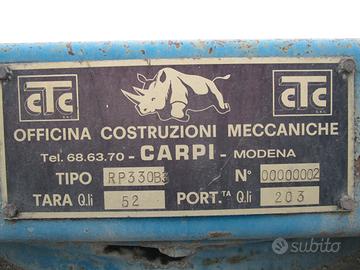 CTC CTC
OFFICINA COSTRUZIONI MECCANICHE
Tel. 68.63.70 - CARPI - MODENA
TIPO RP330B3 N° 00000002
TARA Q.li 52 PORT.TA Q.li 203
subito